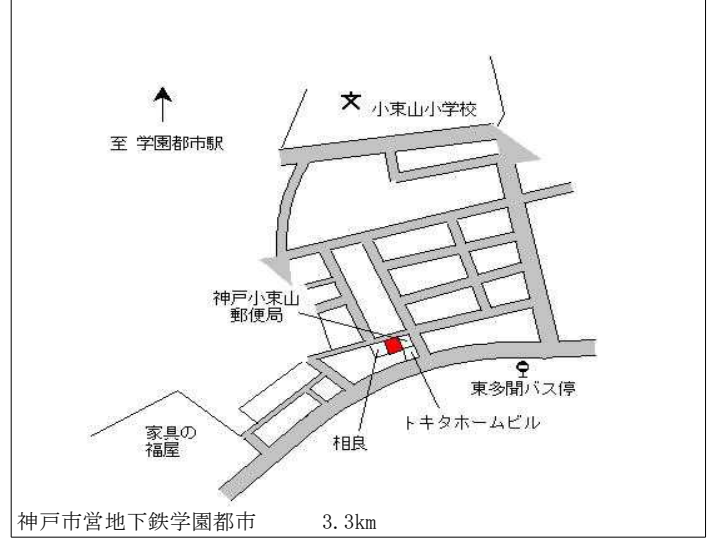 小東山小学校
至 学園都市駅
神戸小東山
郵便局
東多聞バス停
トキタホームビル
家具の
福屋
相良
神戸市営地下鉄学園都市 3.3km